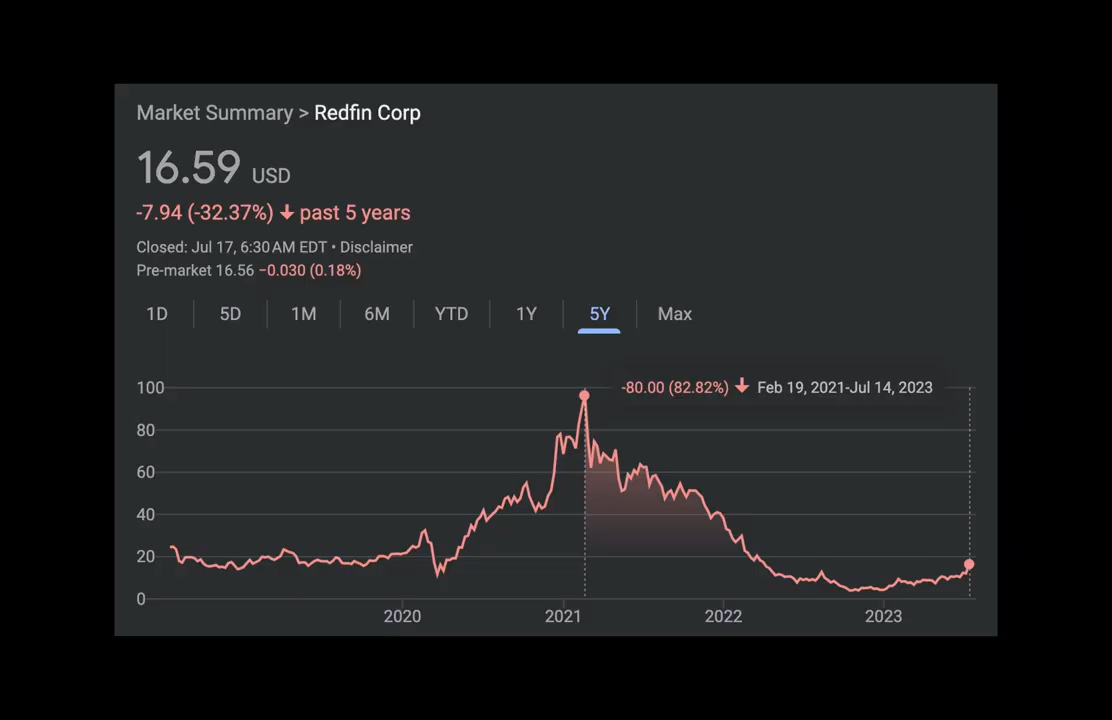 Market Summary > Redfin Corp
16.59 USD
-7.94 (-32.37%) ↓ past 5 years
Closed: Jul 17, 6:30 AM EDT • Disclaimer
Pre-market 16.56 −0.030 (0.18%)
1D 5D 1M 6M YTD 1Y 5Y Max
-80.00 (82.82%) ↓ Feb 19, 2021-Jul 14, 2023
100
80
60
40
20
0
2020 2021 2022 2023